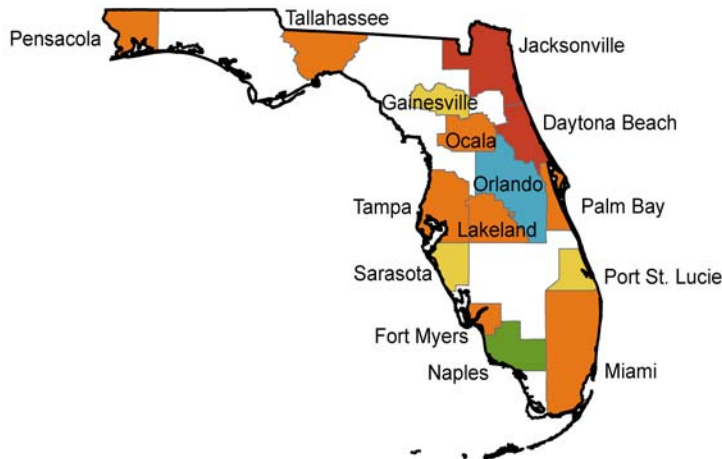 Tallahassee
Pensacola
Jacksonville
Gainesville
Daytona Beach
Ocala
Orlando
Tampa
Palm Bay
Lakeland
Sarasota
Port St. Lucie
Fort Myers
Naples
Miami